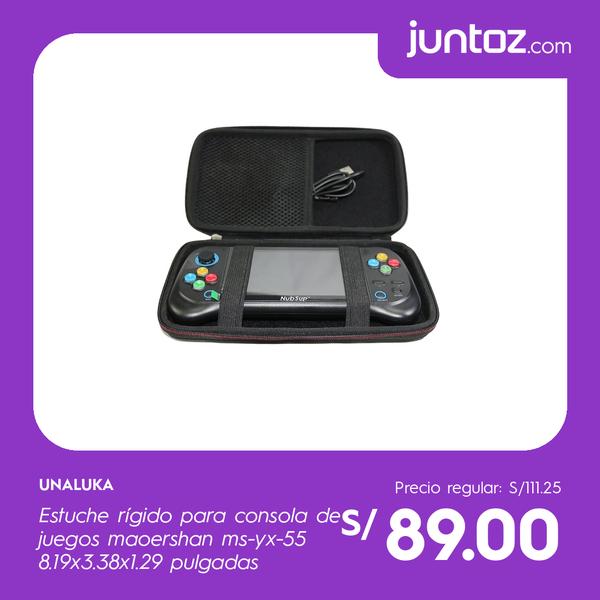 juntoz.com
NubSup
UNALUKA
Estuche rígido para consola de
juegos maoershan ms-yx-55
8.19x3.38x1.29 pulgadas
Precio regular: S/111.25
S/ 89.00